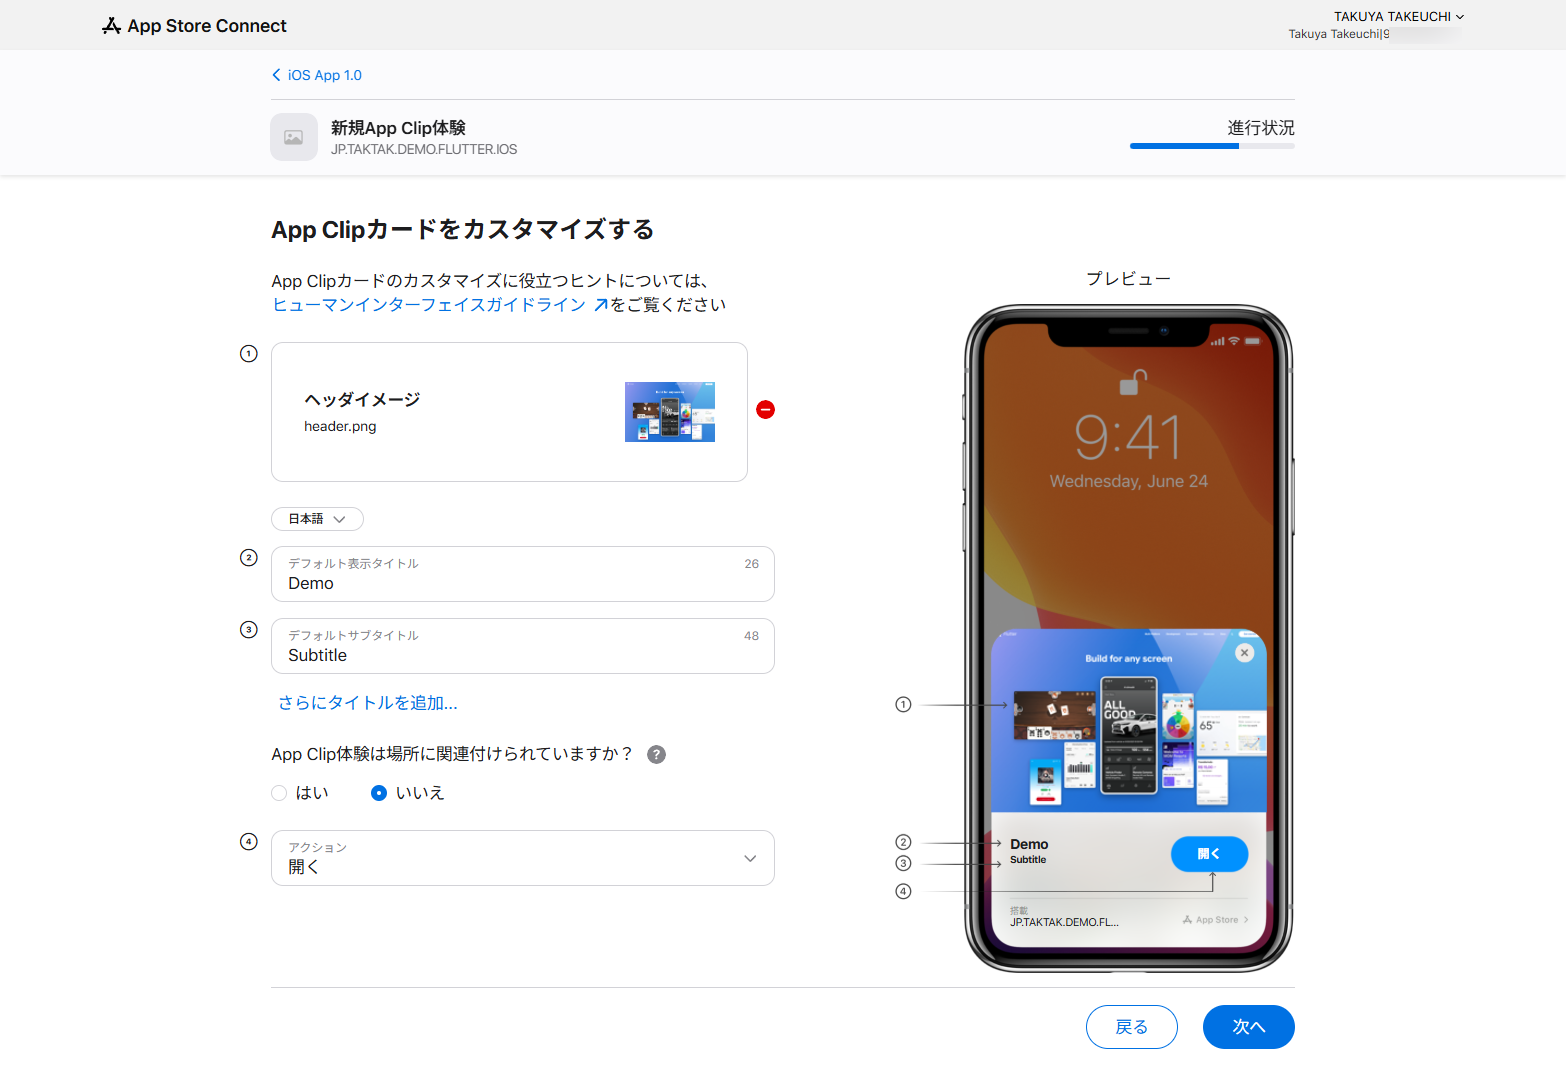 App Store Connect
TAKUYA TAKEUCHI
Takuya Takeuchi|9
iOS App 1.0
新規App Clip体験
JP.TAKTAK.DEMO.FLUTTER.IOS
進行状況
App Clipカードをカスタマイズする
App Clipカードのカスタマイズに役立つヒントについては、
ヒューマンインターフェイスガイドライン をご覧ください
プレビュー
1
ヘッダイメージ
header.png
日本語
2
デフォルト表示タイトル
26
Demo
3
デフォルトサブタイトル
48
Subtitle
さらにタイトルを追加...
App Clip体験は場所に関連付けられていますか？ ?
はい
いいえ
4
アクション
開く
9:41
Wednesday, June 24
Build for any screen
ALL
GOOD
65°
1
2
Demo
3
Subtitle
開く
4
搭載
JP.TAKTAK.DEMO.FL...
App Store
戻る
次へ